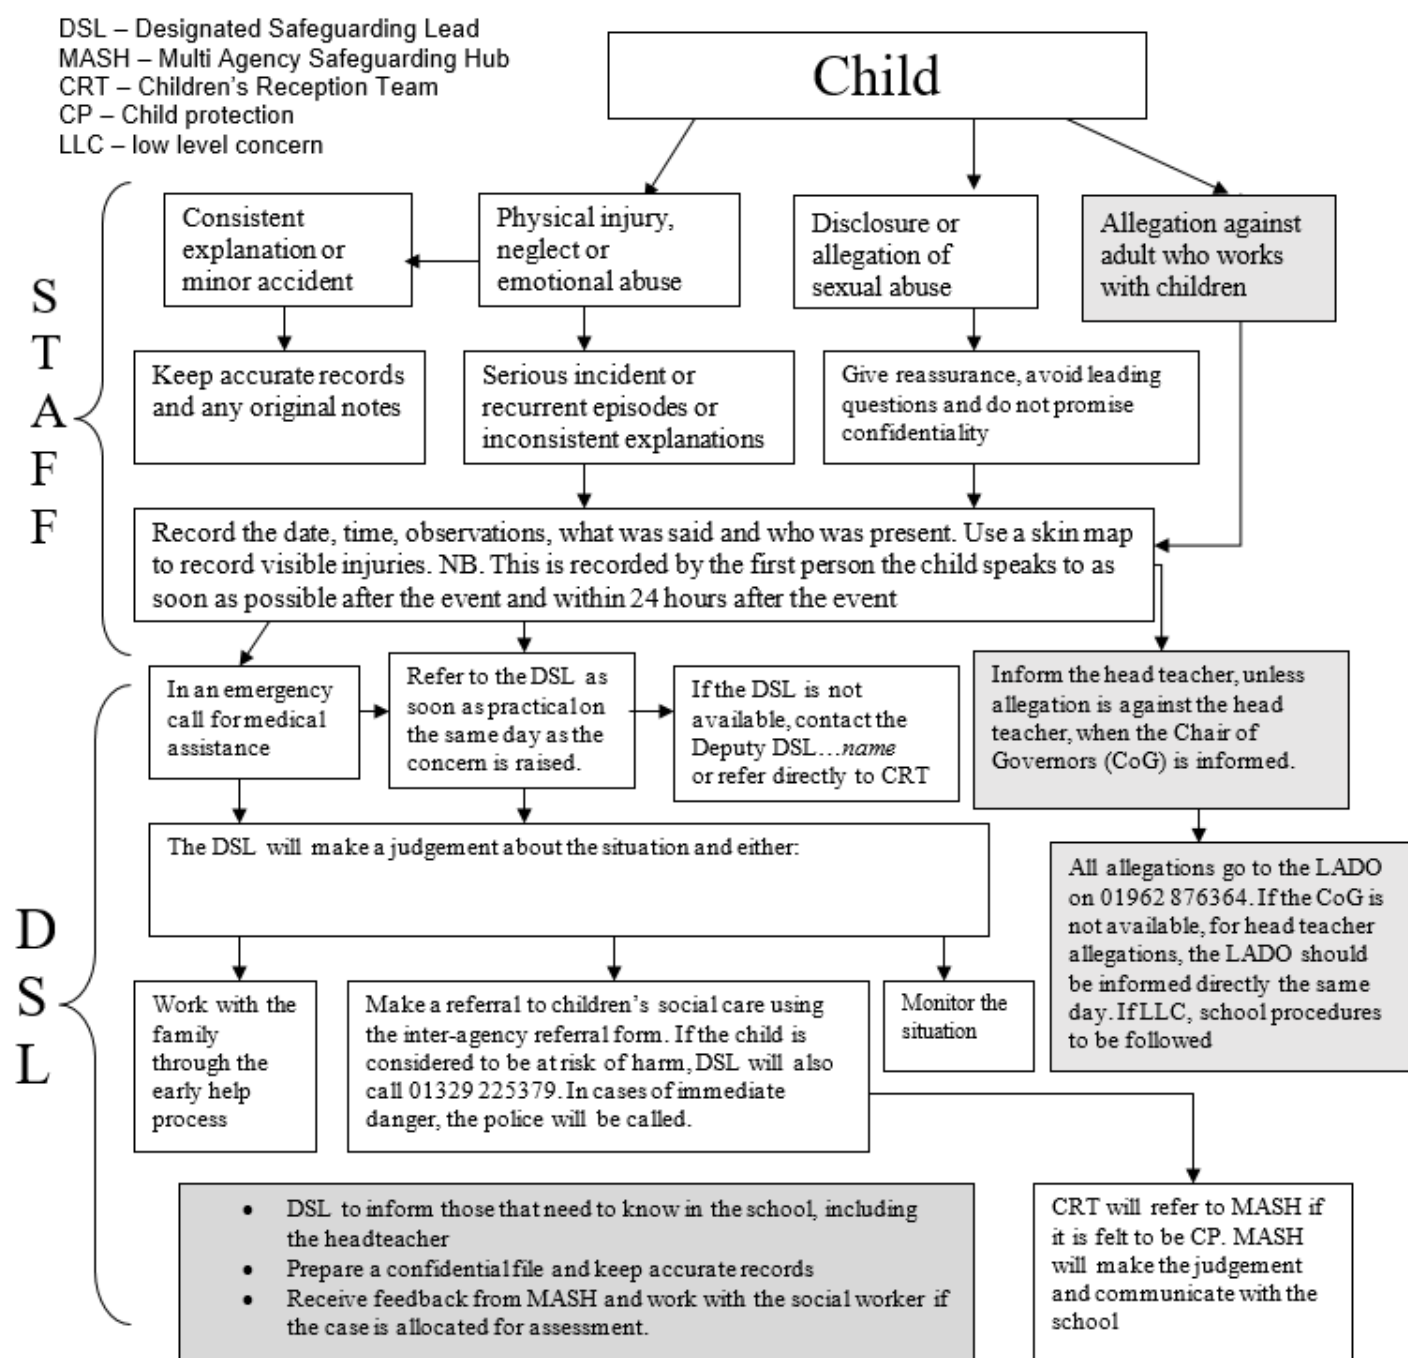 DSL – Designated Safeguarding Lead
MASH – Multi Agency Safeguarding Hub
CRT – Children's Reception Team
CP – Child protection
LLC – low level concern
Child
S
T
A
F
F
Consistent
explanation or
minor accident
Physical injury,
neglect or
emotional abuse
Disclosure or
allegation of
sexual abuse
Allegation against
adult who works
with children
Keep accurate records
and any original notes
Serious incident or
recurrent episodes or
inconsistent explanations
Give reassurance, avoid leading
questions and do not promise
confidentiality
Record the date, time, observations, what was said and who was present. Use a skin map
to record visible injuries. NB. This is recorded by the first person the child speaks to as
soon as possible after the event and within 24 hours after the event
D
S
L
In an emergency
call for medical
assistance
Refer to the DSL as
soon as practical on
the same day as the
concern is raised.
If the DSL is not
available, contact the
Deputy DSL…name
or refer directly to CRT
Inform the head teacher, unless
allegation is against the head
teacher, when the Chair of
Governors (CoG) is informed.
The DSL will make a judgement about the situation and either:
All allegations go to the LADO
on 01962 876364. If the CoG is
not available, for head teacher
allegations, the LADO should
be informed directly the same
day. If LLC, school procedures
to be followed
Work with the
family
through the
early help
process
Make a referral to children's social care using
the inter-agency referral form. If the child is
considered to be at risk of harm, DSL will also
call 01329 225379. In cases of immediate
danger, the police will be called.
Monitor the
situation
• DSL to inform those that need to know in the school, including
the headteacher
• Prepare a confidential file and keep accurate records
• Receive feedback from MASH and work with the social worker if
the case is allocated for assessment.
CRT will refer to MASH if
it is felt to be CP. MASH
will make the judgement
and communicate with the
school